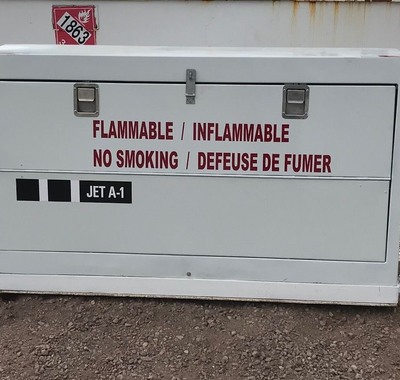 1863
FLAMMABLE / INFLAMMABLE
NO SMOKING / DEFEUSE DE FUMER
JET A-1